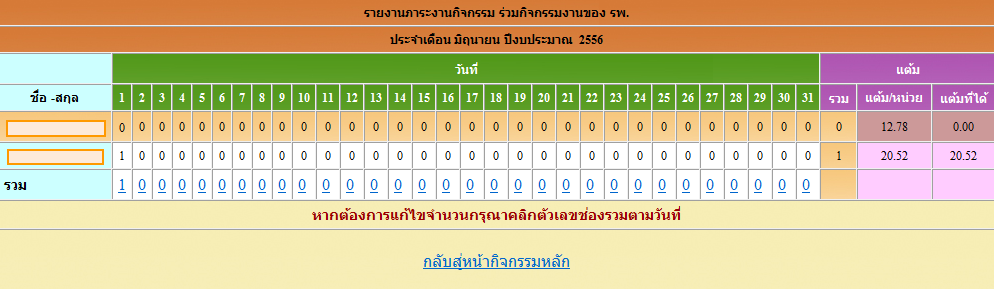 รายงานภาระงานกิจกรรม ร่วมกิจกรรมงานของ รพ.
ประจำเดือน มิถุนายน ปีงบประมาณ 2556
วันที่ แต้ม
ชื่อ -สกุล 1 2 3 4 5 6 7 8 9 10 11 12 13 14 15 16 17 18 19 20 21 22 23 24 25 26 27 28 29 30 31 รวม แต้ม/หน่วย แต้มที่ได้
0 0 0 0 0 0 0 0 0 0 0 0 0 0 0 0 0 0 0 0 0 0 0 0 0 0 0 0 0 0 0 0 12.78 0.00
1 0 0 0 0 0 0 0 0 0 0 0 0 0 0 0 0 0 0 0 0 0 0 0 0 0 0 0 0 0 0 1 20.52 20.52
รวม 1 0 0 0 0 0 0 0 0 0 0 0 0 0 0 0 0 0 0 0 0 0 0 0 0 0 0 0 0 0 0
หากต้องการแก้ไขจำนวนกรุณาคลิกตัวเลขช่องรวมตามวันที่
กลับสู่หน้ากิจกรรมหลัก